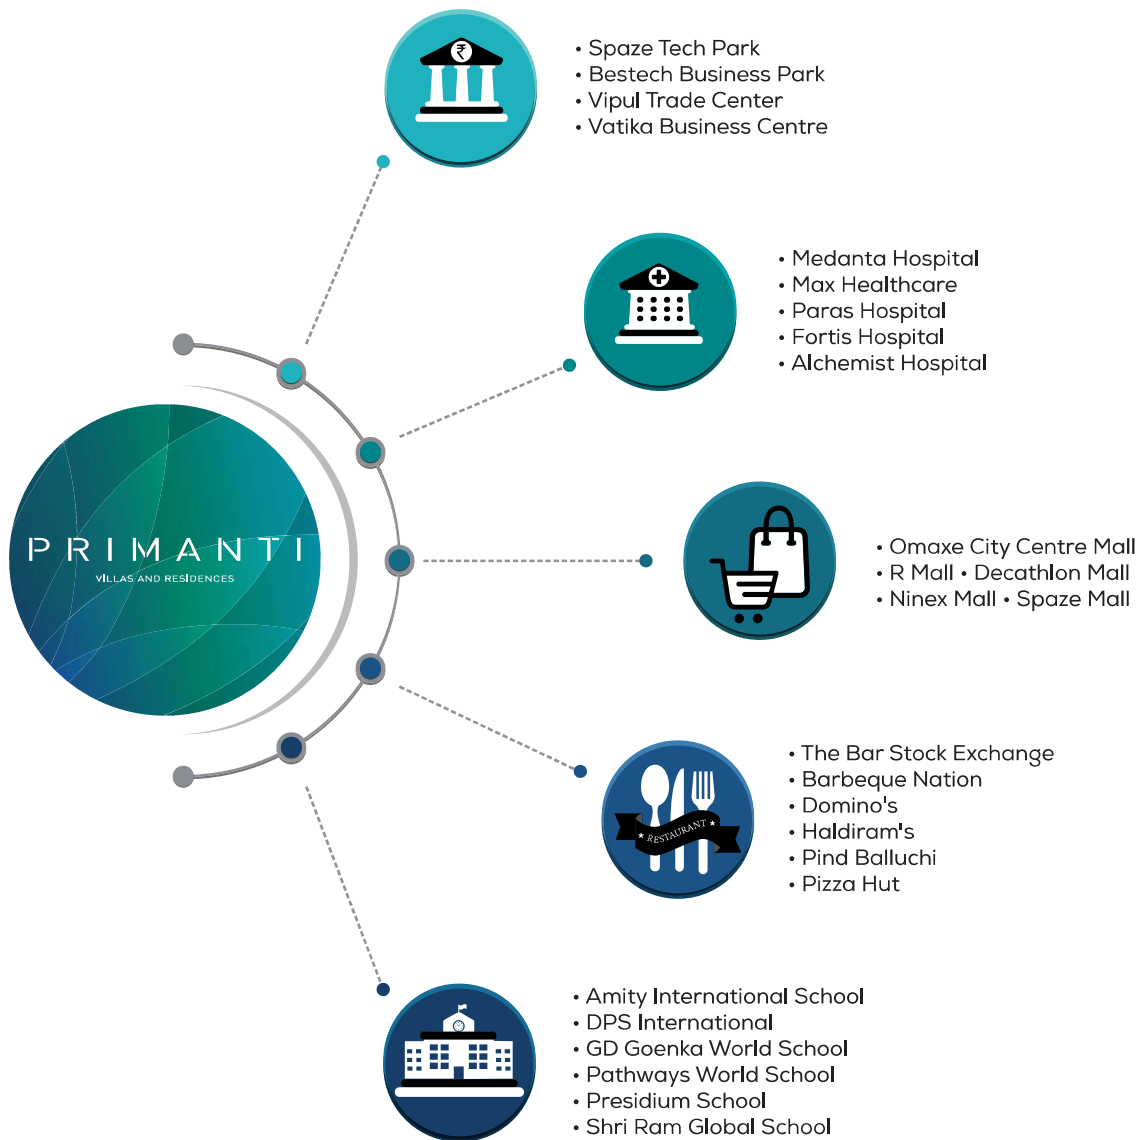 • Spaze Tech Park
• Bestech Business Park
• Vipul Trade Center
• Vatika Business Centre
• Medanta Hospital
• Max Healthcare
• Paras Hospital
• Fortis Hospital
• Alchemist Hospital
PRIMANTI
VILLAS AND RESIDENCES
• Omaxe City Centre Mall
• R Mall • Decathlon Mall
• Ninex Mall • Spaze Mall
• The Bar Stock Exchange
• Barbeque Nation
• Domino's
• Haldiram's
• Pind Balluchi
• Pizza Hut
★ RESTAURANT ★
• Amity International School
• DPS International
• GD Goenka World School
• Pathways World School
• Presidium School
• Shri Ram Global School
₹